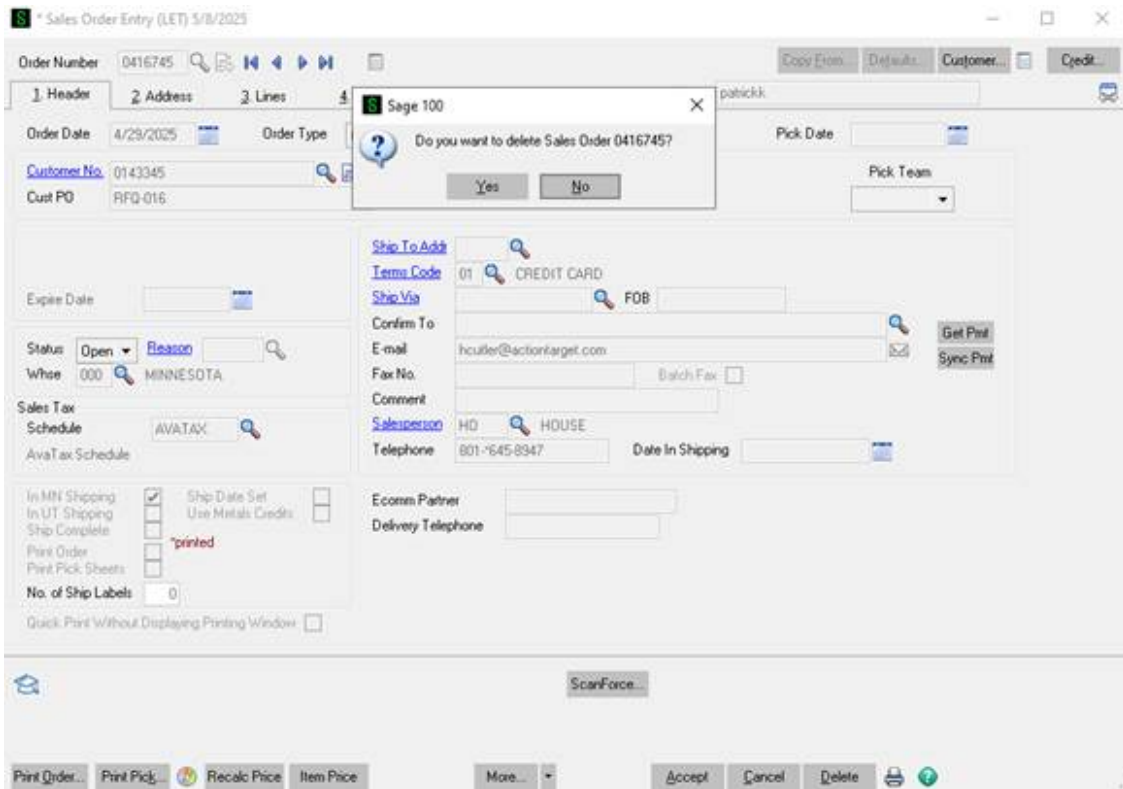 * Sales Order Entry (LET) 5/8/2025
Order Number 0416745 Copy From... Defaults... Customer... Credit...
1. Header 2. Address 3. Lines 4. patrickk
Sage 100
Do you want to delete Sales Order 0416745?
Yes No
Order Date 4/29/2025 Order Type Pick Date
Customer No. 0143345 Pick Team
Cust PO RFQ-016
Ship To Addr
Terms Code 01 CREDIT CARD
Expire Date Ship Via FOB
Confirm To Get Pmt
Status Open Reason E-mail hcutler@actiontarget.com Sync Pmt
Whse 000 MINNESOTA Fax No. Batch Fax
Comment
Sales Tax
Schedule AVATAX Salesperson HO HOUSE
AvaTax Schedule Telephone 801-*645-8947 Date In Shipping
In MN Shipping Ship Date Set Ecomm Partner
In UT Shipping Use Metals Credits
Ship Complete Delivery Telephone
*printed
Print Order
Print Pick Sheets
No. of Ship Labels 0
Quick Print Without Displaying Printing Window
ScanForce...
Print Order... Print Pick... Recalc Price Item Price More... Accept Cancel Delete